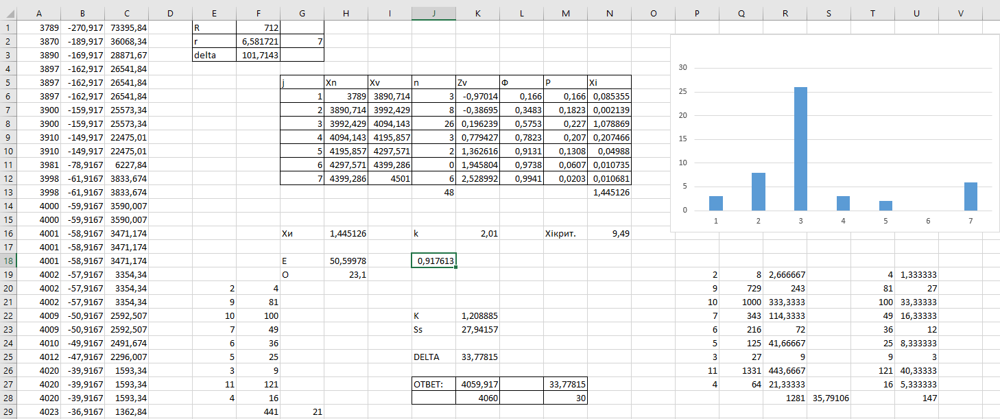 A B C D E F G H I J K L M N O P Q R S T U V
1 3789 -270,917 73395,84 R 712
2 3870 -189,917 36068,34 r 6,581721 7
3 3890 -169,917 28871,67 delta 101,7143
4 3897 -162,917 26541,84
5 3897 -162,917 26541,84 j Xn Xv n Zv Ф P Xi
6 3897 -162,917 26541,84 1 3789 3890,714 3 -0,97014 0,166 0,166 0,085355
7 3900 -159,917 25573,34 2 3890,714 3992,429 8 -0,38695 0,3483 0,1823 0,002139
8 3900 -159,917 25573,34 3 3992,429 4094,143 26 0,196239 0,5753 0,227 1,078869
9 3910 -149,917 22475,01 4 4094,143 4195,857 3 0,779427 0,7823 0,207 0,207466
10 3910 -149,917 22475,01 5 4195,857 4297,571 2 1,362616 0,9131 0,1308 0,04988
11 3981 -78,9167 6227,84 6 4297,571 4399,286 0 1,945804 0,9738 0,0607 0,010735
12 3998 -61,9167 3833,674 7 4399,286 4501 6 2,528992 0,9941 0,0203 0,010681
13 3998 -61,9167 3833,674 48 1,445126
14 4000 -59,9167 3590,007
15 4000 -59,9167 3590,007
16 4001 -58,9167 3471,174 Хи 1,445126 k 2,01 Хікрит. 9,49
17 4001 -58,9167 3471,174
18 4001 -58,9167 3471,174 E 50,59978 0,917613
19 4002 -57,9167 3354,34 O 23,1 2 8 2,666667 4 1,333333
20 4002 -57,9167 3354,34 2 4 9 729 243 81 27
21 4002 -57,9167 3354,34 9 81 10 1000 333,3333 100 33,33333
22 4009 -50,9167 2592,507 10 100 K 1,208885 7 343 114,3333 49 16,33333
23 4009 -50,9167 2592,507 7 49 Ss 27,94157 6 216 72 36 12
24 4010 -49,9167 2491,674 6 36 5 125 41,66667 25 8,333333
25 4012 -47,9167 2296,007 5 25 DELTA 33,77815 3 27 9 9 3
26 4020 -39,9167 1593,34 3 9 11 1331 443,6667 121 40,33333
27 4020 -39,9167 1593,34 11 121 ОТВЕТ: 4059,917 33,77815 4 64 21,33333 16 5,333333
28 4020 -39,9167 1593,34 4 16 4060 30 1281 35,79106 147
29 4023 -36,9167 1362,84 441 21
30
25
20
15
10
5
0
1 2 3 4 5 6 7